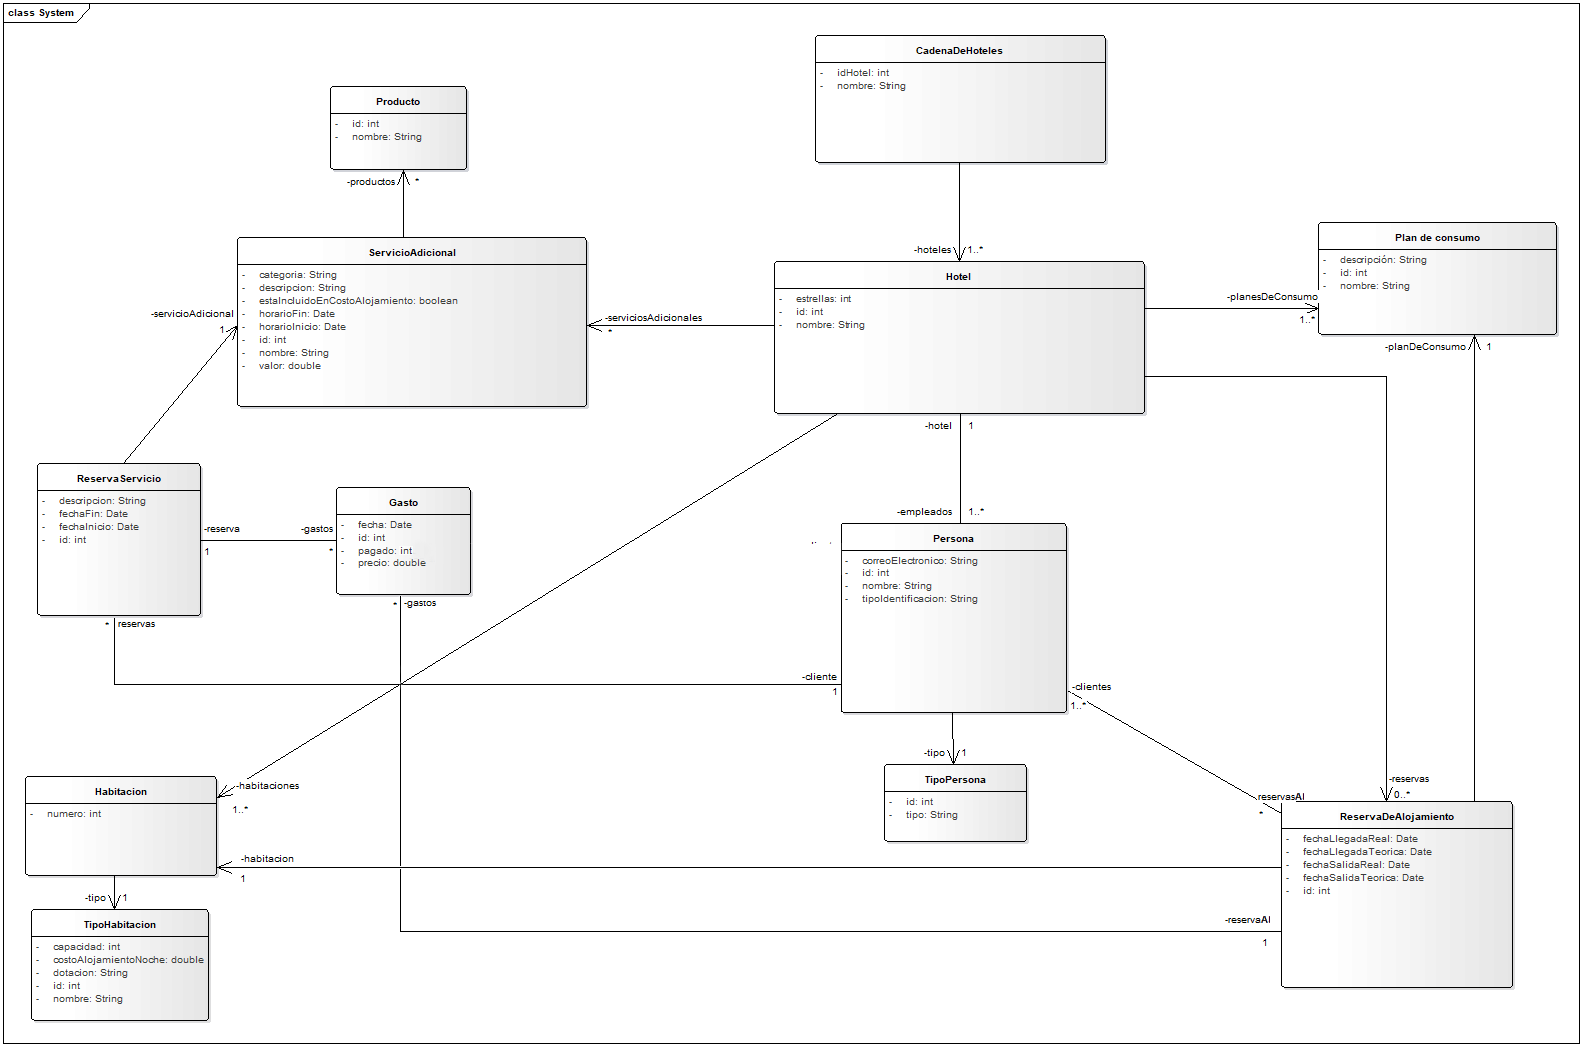 class System
CadenaDeHoteles
- idHotel: int
- nombre: String
Producto
- id: int
- nombre: String
-productos
*
-hoteles
1..*
Plan de consumo
- descripción: String
- id: int
- nombre: String
ServicioAdicional
- categoria: String
- descripcion: String
- estaIncluidoEnCostoAlojamiento: boolean
- horarioFin: Date
- horarioInicio: Date
- id: int
- nombre: String
- valor: double
Hotel
- estrellas: int
- id: int
- nombre: String
-planesDeConsumo
1..*
-servicioAdicional
1
-serviciosAdicionales
*
-planDeConsumo
1
-hotel
1
ReservaServicio
- descripcion: String
- fechaFin: Date
- fechaInicio: Date
- id: int
Gasto
- fecha: Date
- id: int
- pagado: int
- precio: double
-reserva
1
-gastos
*
-empleados
1..*
Persona
- correoElectronico: String
- id: int
- nombre: String
- tipoIdentificacion: String
* -gastos
* reservas
-cliente
1
-clientes
1..*
-tipo
1
TipoPersona
- id: int
- tipo: String
-reservas
0..*
reservasAl
*
Habitacion
- numero: int
-habitaciones
1..*
ReservaDeAlojamiento
- fechaLlegadaReal: Date
- fechaLlegadaTeorica: Date
- fechaSalidaReal: Date
- fechaSalidaTeorica: Date
- id: int
-habitacion
1
-tipo
1
TipoHabitacion
- capacidad: int
- costoAlojamientoNoche: double
- dotacion: String
- id: int
- nombre: String
-reservaAl
1